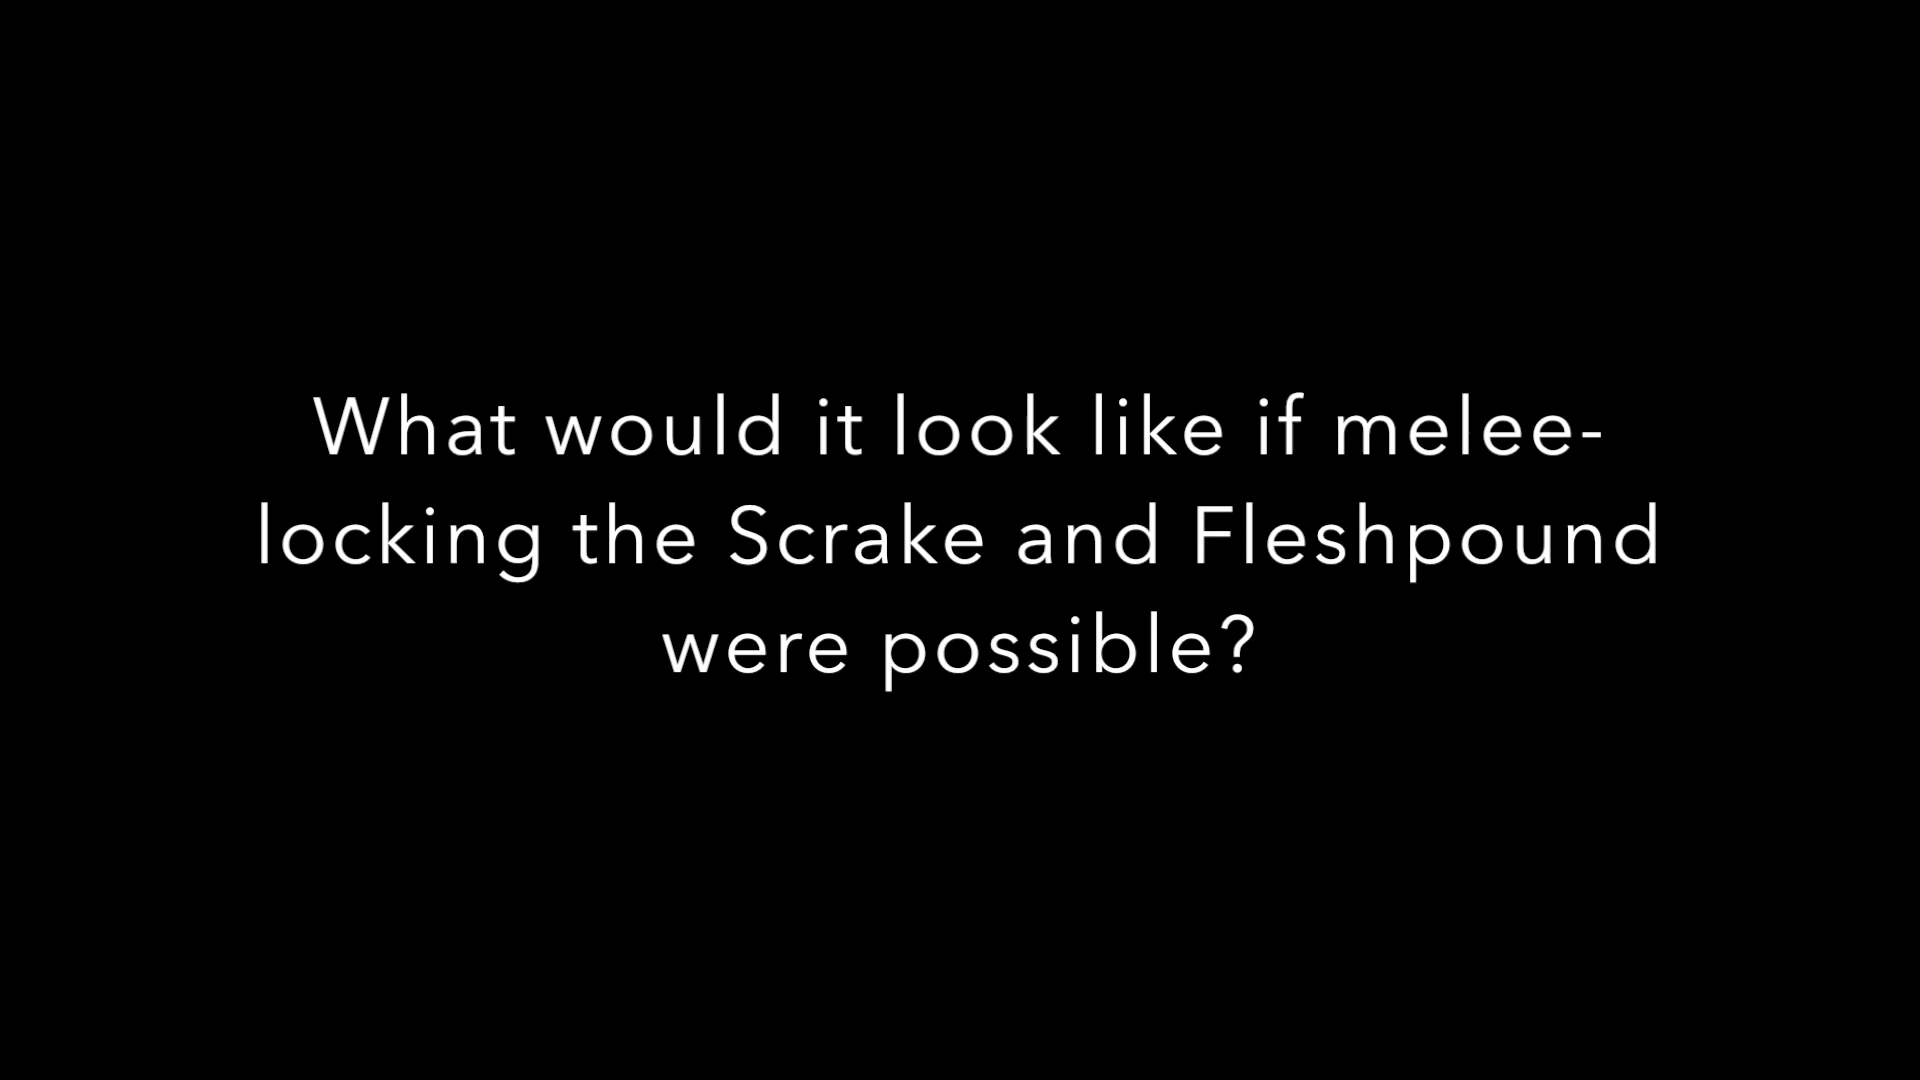 What would it look like if melee-
locking the Scrake and Fleshpound
were possible?